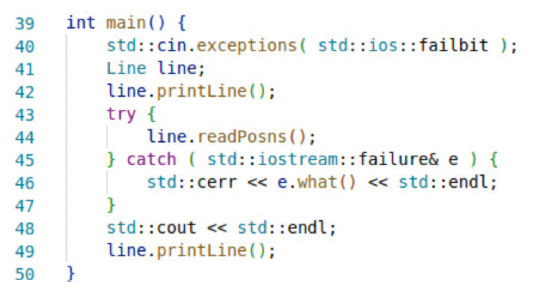 39 int main() {
40     std::cin.exceptions( std::ios::failbit );
41     Line line;
42     line.printLine();
43     try {
44         line.readPosns();
45     } catch ( std::iostream::failure& e ) {
46         std::cerr << e.what() << std::endl;
47     }
48     std::cout << std::endl;
49     line.printLine();
50 }